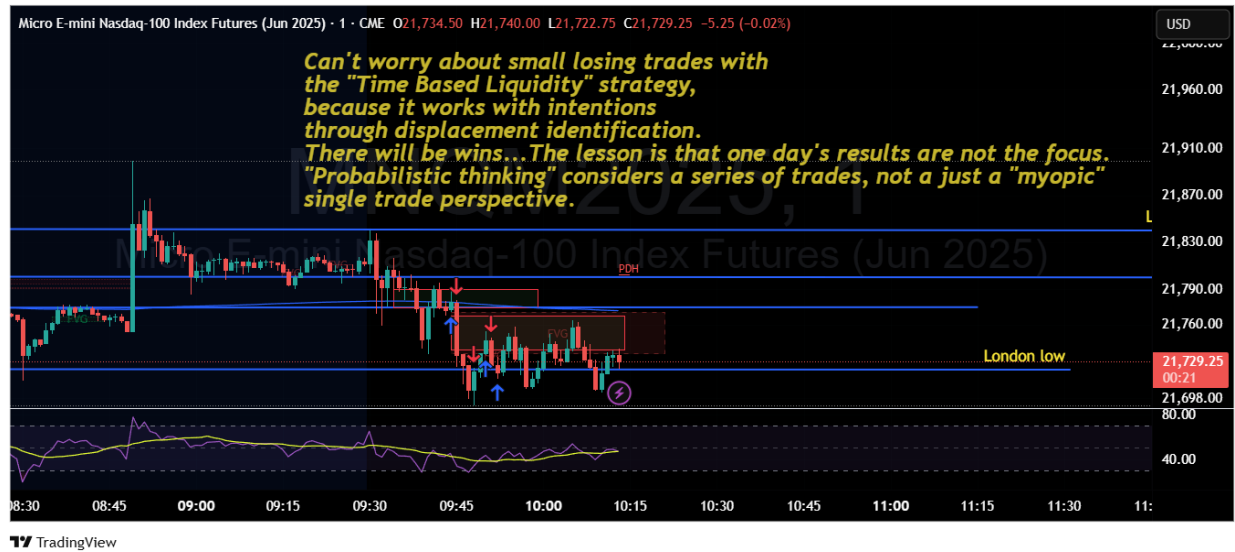 Micro E-mini Nasdaq-100 Index Futures (Jun 2025) · 1 · CME O21,734.50 H21,740.00 L21,722.75 C21,729.25 −5.25 (−0.02%)
USD
Can't worry about small losing trades with
the "Time Based Liquidity" strategy,
because it works with intentions
through displacement identification.
There will be wins...The lesson is that one day's results are not the focus.
"Probabilistic thinking" considers a series of trades, not a just a "myopic"
single trade perspective.
MNQM2025, 1
Micro E-mini Nasdaq-100 Index Futures (Jun 2025)
21,960.00
21,910.00
21,870.00
L
21,830.00
PDH
21,790.00
FVG
21,760.00
FVG
London low
21,729.25
00:21
21,698.00
80.00
40.00
08:30 08:45 09:00 09:15 09:30 09:45 10:00 10:15 10:30 10:45 11:00 11:15 11:30 11:
TradingView